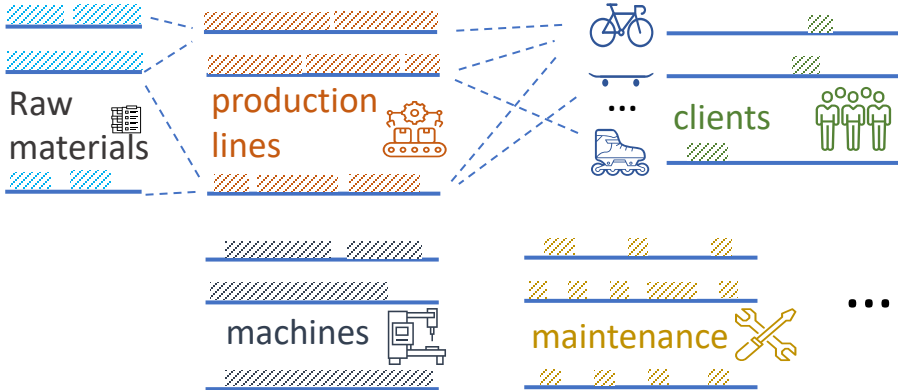 Raw
materials
production
lines
...
clients
machines
maintenance
...